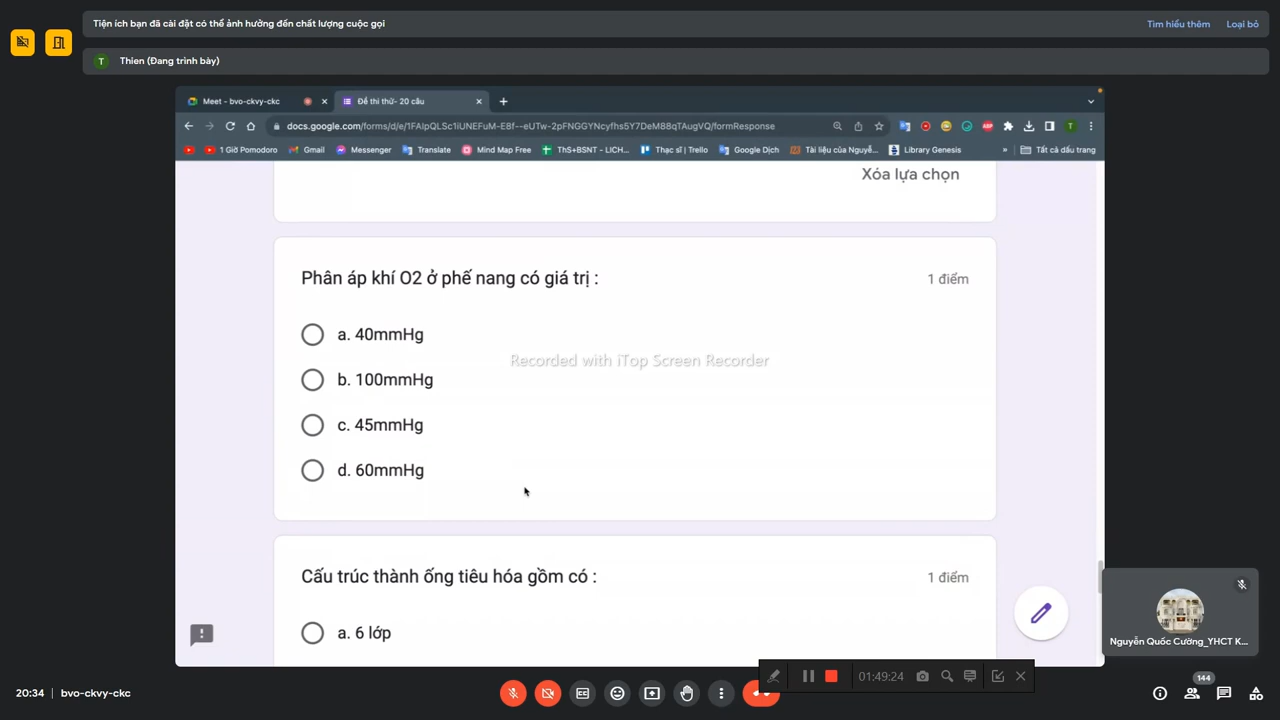 Tiện ích bạn đã cài đặt có thể ảnh hưởng đến chất lượng cuộc gọi
Tìm hiểu thêm
Loại bỏ
T
Thien (Đang trình bày)
Meet - bvo-ckvy-ckc
Đề thi thử- 20 câu
docs.google.com/forms/d/e/1FAIpQLSc1iUNEFuM-E8f--eUTw-2pFNGGYNcyfhs5Y7DeM88qTAugVQ/formResponse
T
1 Giờ Pomodoro
Gmail
Messenger
Translate
Mind Map Free
ThS+BSNT - LICH...
Thạc sĩ | Trello
Google Dịch
Tài liệu của Nguyễ...
Library Genesis
»
Tất cả dấu trang
Xóa lựa chọn
Phân áp khí O2 ở phế nang có giá trị :
1 điểm
a. 40mmHg
Recorded with iTop Screen Recorder
b. 100mmHg
c. 45mmHg
d. 60mmHg
Cấu trúc thành ống tiêu hóa gồm có :
1 điểm
a. 6 lớp
Nguyễn Quốc Cường_YHCT K...
01:49:24
20:34
bvo-ckvy-ckc
144